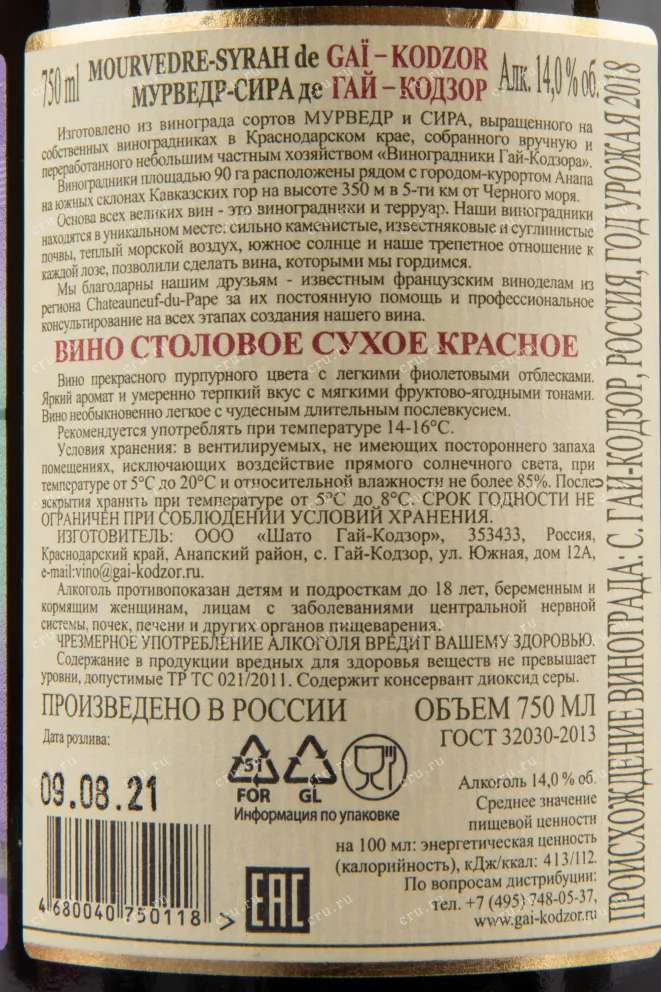 750 ml
MOURVEDRE-SYRAH de GAÏ – KODZOR
МУРВЕДР-СИРА де ГАЙ – КОДЗОР
Алк. 14,0 % об.
Изготовлено из винограда сортов МУРВЕДР и СИРА, выращенного на
собственных виноградниках в Краснодарском крае, собранного вручную и
переработанного небольшим частным хозяйством «Виноградники Гай-Кодзора».
Виноградники площадью 90 га расположены рядом с городом-курортом Анапа
на южных склонах Кавказских гор на высоте 350 м в 5-ти км от Черного моря.
Основа всех великих вин - это виноградники и терруар. Наши виноградники
находятся в уникальном месте: сильно каменистые, известняковые и суглинистые
почвы, теплый морской воздух, южное солнце и наше трепетное отношение к
каждой лозе, позволили сделать вина, которыми мы гордимся.
Мы благодарны нашим друзьям - известным французским виноделам из
региона Chateauneuf-du-Pape за их постоянную помощь и профессиональное
консультирование на всех этапах создания нашего вина.
ВИНО СТОЛОВОЕ СУХОЕ КРАСНОЕ
Вино прекрасного пурпурного цвета с легкими фиолетовыми отблесками.
Яркий аромат и умеренно терпкий вкус с мягкими фруктово-ягодными тонами.
Вино необыкновенно легкое с чудесным длительным послевкусием.
Рекомендуется употреблять при температуре 14-16°С.
Условия хранения: в вентилируемых, не имеющих постороннего запаха
помещениях, исключающих воздействие прямого солнечного света, при
температуре от 5°С до 20°С и относительной влажности не более 85%. После
вскрытия хранить при температуре от 5°С до 8°С. СРОК ГОДНОСТИ НЕ
ОГРАНИЧЕН ПРИ СОБЛЮДЕНИИ УСЛОВИЙ ХРАНЕНИЯ.
ИЗГОТОВИТЕЛЬ: ООО «Шато Гай-Кодзор», 353433, Россия,
Краснодарский край, Анапский район, с. Гай-Кодзор, ул. Южная, дом 12А,
e-mail:vino@gai-kodzor.ru.
Алкоголь противопоказан детям и подросткам до 18 лет, беременным и
кормящим женщинам, лицам с заболеваниями центральной нервной
системы, почек, печени и других органов пищеварения.
ЧРЕЗМЕРНОЕ УПОТРЕБЛЕНИЕ АЛКОГОЛЯ ВРЕДИТ ВАШЕМУ ЗДОРОВЬЮ.
Содержание в продукции вредных для здоровья веществ не превышает
уровни, допустимые ТР ТС 021/2011. Содержит консервант диоксид серы.
ПРОИЗВЕДЕНО В РОССИИ
ОБЪЕМ 750 МЛ
Дата розлива:
ГОСТ 32030-2013
09.08.21
51
FOR
GL
Информация по упаковке
Алкоголь 14,0 % об.
Среднее значение
пищевой ценности
на 100 мл: энергетическая ценность
(калорийность), кДж/ккал: 413/112.
По вопросам дистрибуции:
тел. +7 (495) 748-05-37,
www.gai-kodzor.ru
4 680040 750118 >
ЕАС
ПРОИСХОЖДЕНИЕ ВИНОГРАДА: С. ГАЙ-КОДЗОР, РОССИЯ, ГОД УРОЖАЯ 2018
cru.ru